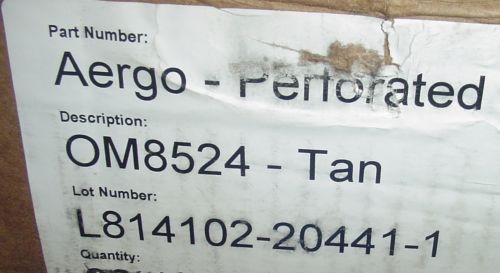 Part Number:
Aergo - Perforated
Description:
OM8524 - Tan
Lot Number:
L814102-20441-1
Quantity: